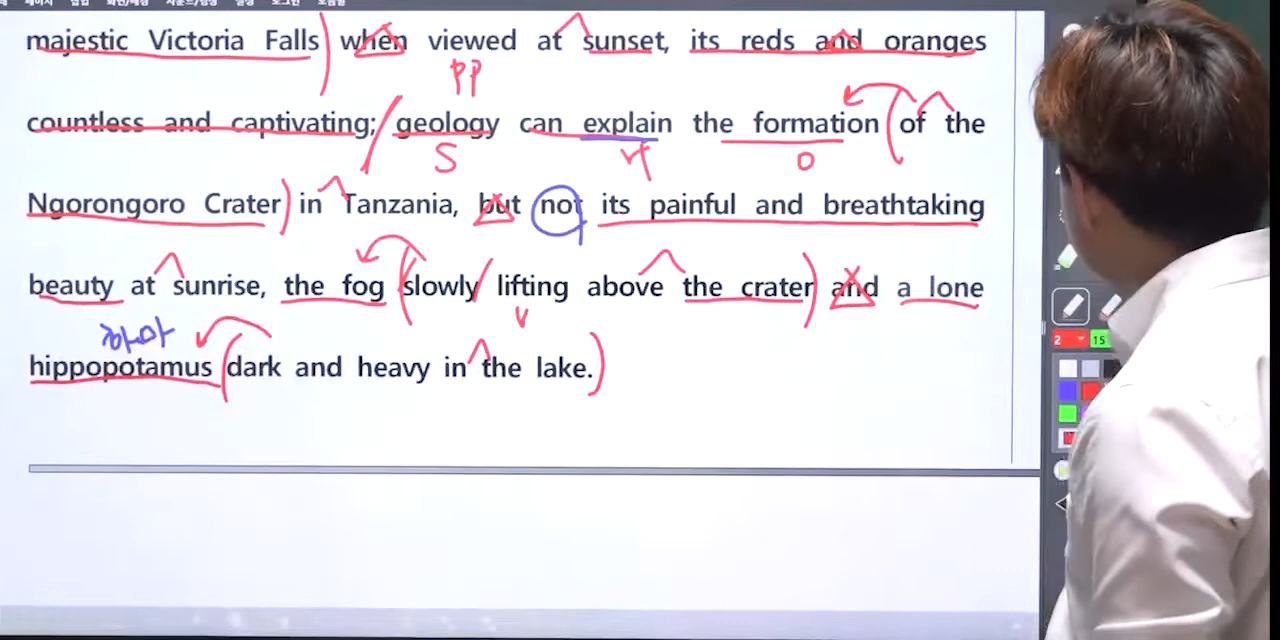 majestic Victoria Falls) when viewed at sunset, its reds and oranges
pp
countless and captivating; / geology can explain the formation (of the
S
O
Ngorongoro Crater) in Tanzania, but not its painful and breathtaking
beauty at sunrise, the fog (slowly / lifting above the crater) and a lone
하마
hippopotamus (dark and heavy in the lake.)
2
15